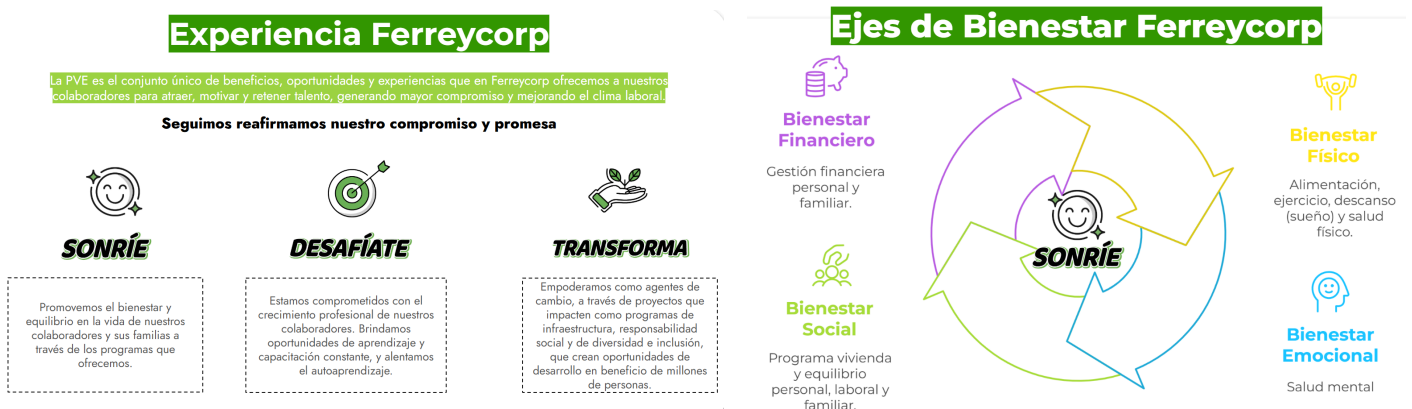 Experiencia Ferreycorp
La PVE es el conjunto único de beneficios, oportunidades y experiencias que en Ferreycorp ofrecemos a nuestros
colaboradores para atraer, motivar y retener talento, generando mayor compromiso y mejorando el clima laboral.
Seguimos reafirmamos nuestro compromiso y promesa
SONRÍE
Promovemos el bienestar y
equilibrio en la vida de nuestros
colaboradores y sus familias a
través de los programas que
ofrecemos.
DESAFÍATE
Estamos comprometidos con el
crecimiento profesional de nuestros
colaboradores. Brindamos
oportunidades de aprendizaje y
capacitación constante, y alentamos
el autoaprendizaje.
TRANSFORMA
Empoderamos como agentes de
cambio, a través de proyectos que
impacten como programas de
infraestructura, responsabilidad
social y de diversidad e inclusión,
que crean oportunidades de
desarrollo en beneficio de millones
de personas.
Ejes de Bienestar Ferreycorp
Bienestar
Financiero
Gestión financiera
personal y
familiar.
Bienestar
Social
Programa vivienda
y equilibrio
personal, laboral y
familiar.
SONRÍE
Bienestar
Físico
Alimentación,
ejercicio, descanso
(sueño) y salud
físico.
Bienestar
Emocional
Salud mental